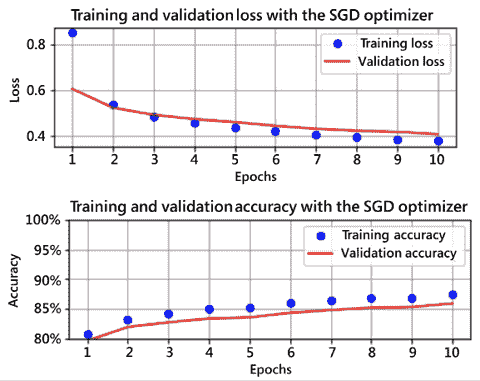 Training and validation loss with the SGD optimizer
0.8
0.6
0.4
Loss
Training loss
Validation loss
1 2 3 4 5 6 7 8 9 10
Epochs
Training and validation accuracy with the SGD optimizer
100%
95%
90%
85%
80%
Accuracy
Training accuracy
Validation accuracy
1 2 3 4 5 6 7 8 9 10
Epochs